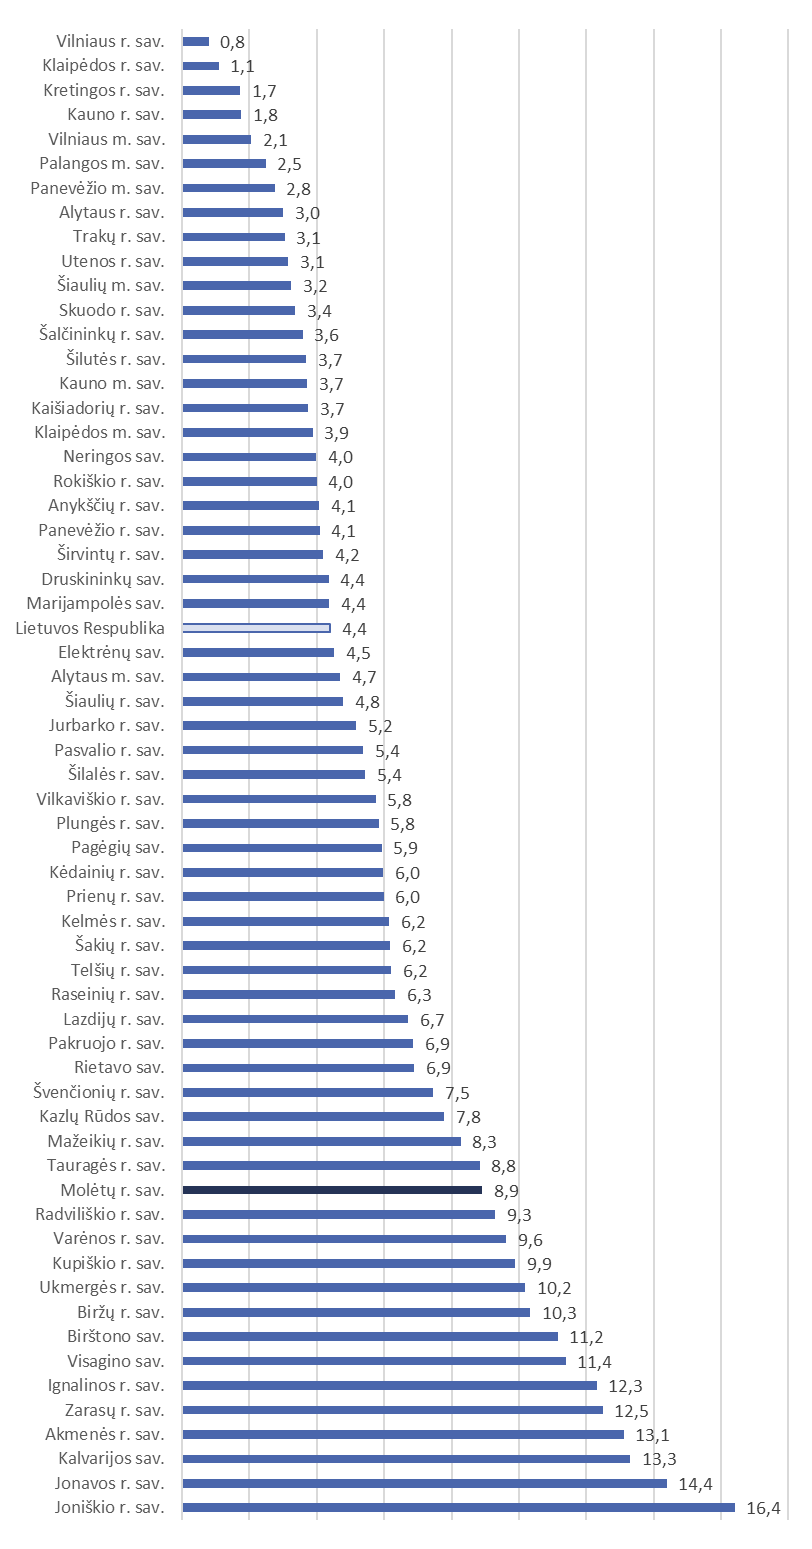 Vilniaus r. sav. 0,8
Klaipėdos r. sav. 1,1
Kretingos r. sav. 1,7
Kauno r. sav. 1,8
Vilniaus m. sav. 2,1
Palangos m. sav. 2,5
Panevėžio m. sav. 2,8
Alytaus r. sav. 3,0
Trakų r. sav. 3,1
Utenos r. sav. 3,1
Šiaulių m. sav. 3,2
Skuodo r. sav. 3,4
Šalčininkų r. sav. 3,6
Šilutės r. sav. 3,7
Kauno m. sav. 3,7
Kaišiadorių r. sav. 3,7
Klaipėdos m. sav. 3,9
Neringos sav. 4,0
Rokiškio r. sav. 4,0
Anykščių r. sav. 4,1
Panevėžio r. sav. 4,1
Širvintų r. sav. 4,2
Druskininkų sav. 4,4
Marijampolės sav. 4,4
Lietuvos Respublika 4,4
Elektrėnų sav. 4,5
Alytaus m. sav. 4,7
Šiaulių r. sav. 4,8
Jurbarko r. sav. 5,2
Pasvalio r. sav. 5,4
Šilalės r. sav. 5,4
Vilkaviškio r. sav. 5,8
Plungės r. sav. 5,8
Pagėgių sav. 5,9
Kėdainių r. sav. 6,0
Prienų r. sav. 6,0
Kelmės r. sav. 6,2
Šakių r. sav. 6,2
Telšių r. sav. 6,2
Raseinių r. sav. 6,3
Lazdijų r. sav. 6,7
Pakruojo r. sav. 6,9
Rietavo sav. 6,9
Švenčionių r. sav. 7,5
Kazlų Rūdos sav. 7,8
Mažeikių r. sav. 8,3
Tauragės r. sav. 8,8
Molėtų r. sav. 8,9
Radviliškio r. sav. 9,3
Varėnos r. sav. 9,6
Kupiškio r. sav. 9,9
Ukmergės r. sav. 10,2
Biržų r. sav. 10,3
Birštono sav. 11,2
Visagino sav. 11,4
Ignalinos r. sav. 12,3
Zarasų r. sav. 12,5
Akmenės r. sav. 13,1
Kalvarijos sav. 13,3
Jonavos r. sav. 14,4
Joniškio r. sav. 16,4